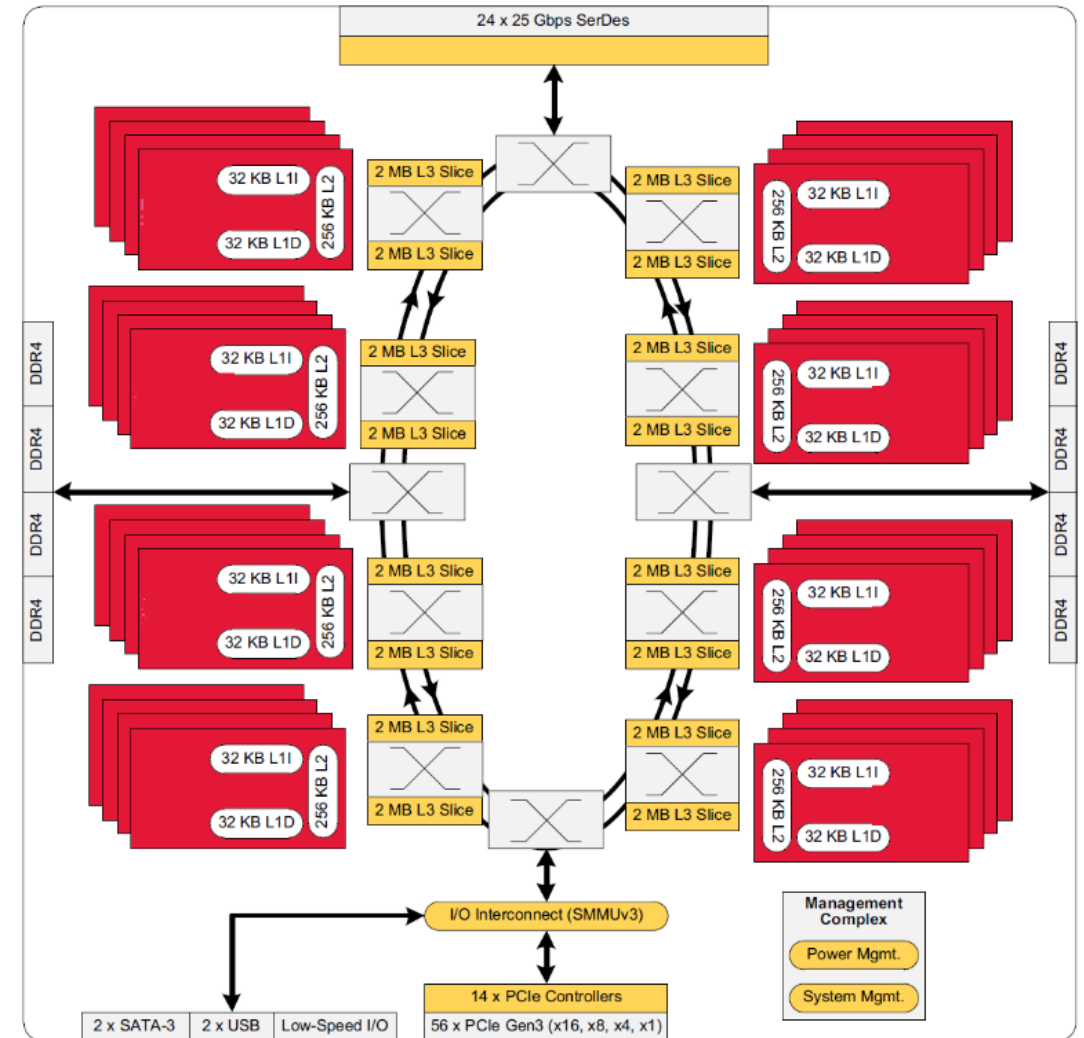 24 x 25 Gbps SerDes
32 KB L1I
256 KB L2
32 KB L1D
2 MB L3 Slice
2 MB L3 Slice
2 MB L3 Slice
2 MB L3 Slice
256 KB L2
32 KB L1I
32 KB L1D
DDR4
DDR4
DDR4
DDR4
32 KB L1I
256 KB L2
32 KB L1D
2 MB L3 Slice
2 MB L3 Slice
2 MB L3 Slice
2 MB L3 Slice
256 KB L2
32 KB L1I
32 KB L1D
DDR4
DDR4
DDR4
DDR4
32 KB L1I
256 KB L2
32 KB L1D
2 MB L3 Slice
2 MB L3 Slice
2 MB L3 Slice
2 MB L3 Slice
256 KB L2
32 KB L1I
32 KB L1D
32 KB L1I
256 KB L2
32 KB L1D
2 MB L3 Slice
2 MB L3 Slice
2 MB L3 Slice
2 MB L3 Slice
256 KB L2
32 KB L1I
32 KB L1D
I/O Interconnect (SMMUv3)
Management
Complex
Power Mgmt.
System Mgmt.
14 x PCIe Controllers
56 x PCIe Gen3 (x16, x8, x4, x1)
2 x SATA-3
2 x USB
Low-Speed I/O